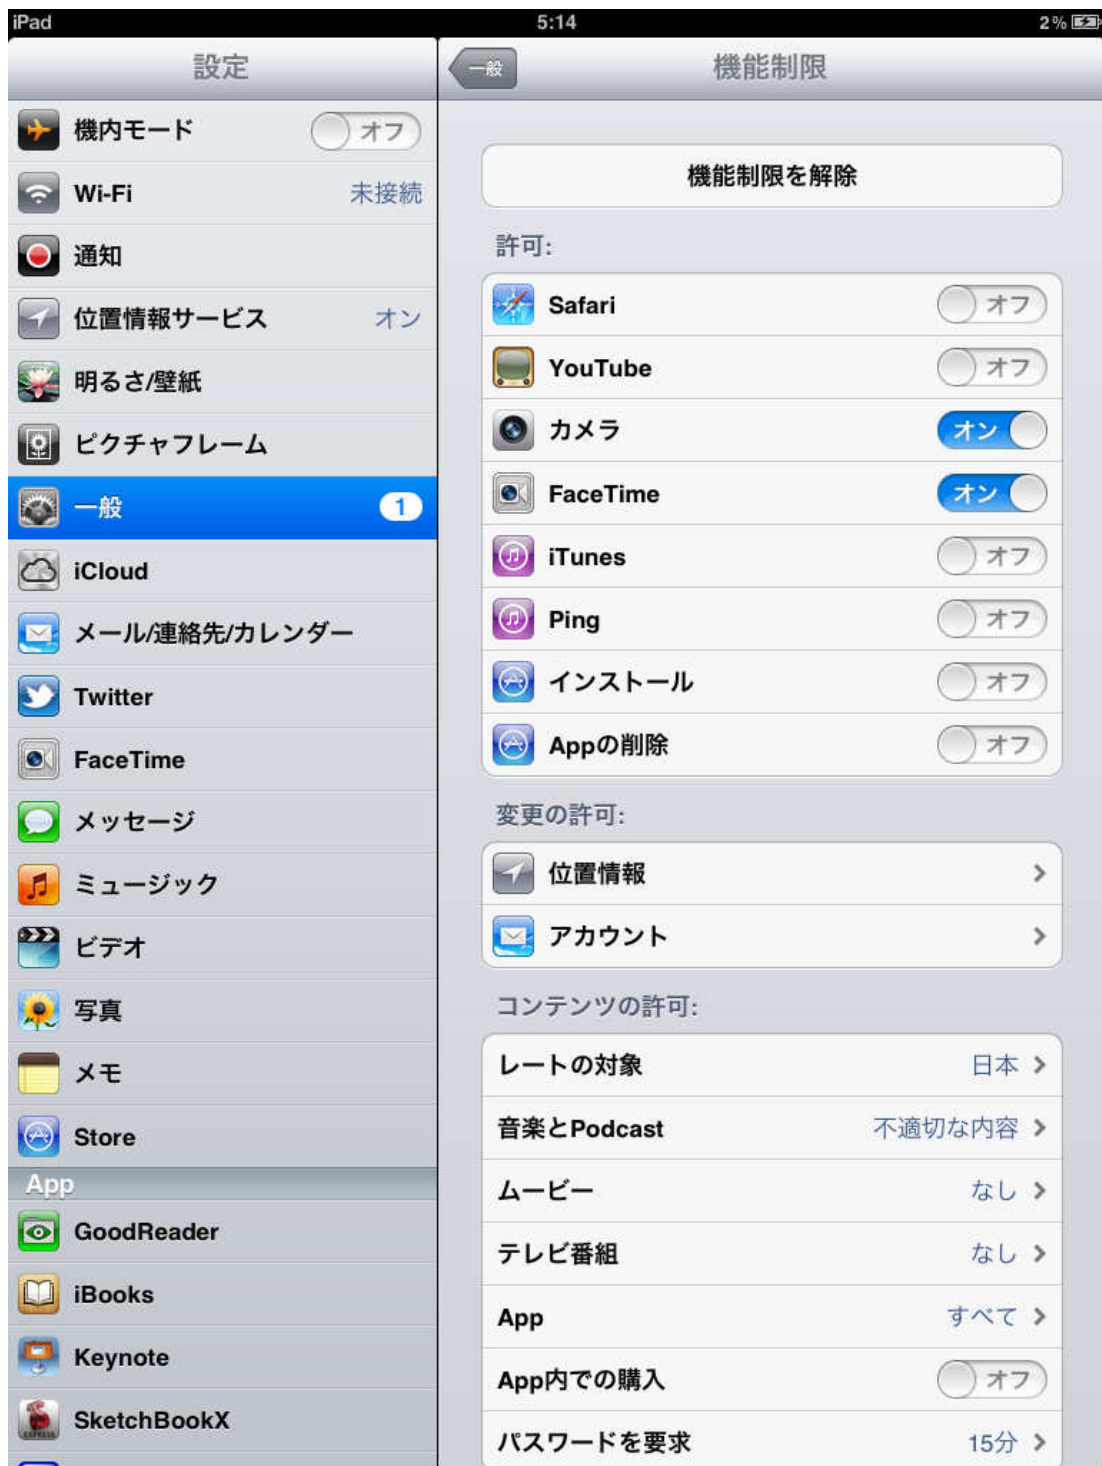 iPad 5:14 2%
設定
機内モード オフ
Wi-Fi 未接続
通知
位置情報サービス オン
明るさ/壁紙
ピクチャフレーム
一般 1
iCloud
メール/連絡先/カレンダー
Twitter
FaceTime
メッセージ
ミュージック
ビデオ
写真
メモ
Store
App
GoodReader
iBooks
Keynote
SketchBookX
一般 機能制限
機能制限を解除
許可:
Safari オフ
YouTube オフ
カメラ オン
FaceTime オン
iTunes オフ
Ping オフ
インストール オフ
Appの削除 オフ
変更の許可:
位置情報
アカウント
コンテンツの許可:
レートの対象 日本
音楽とPodcast 不適切な内容
ムービー なし
テレビ番組 なし
App すべて
App内での購入 オフ
パスワードを要求 15分